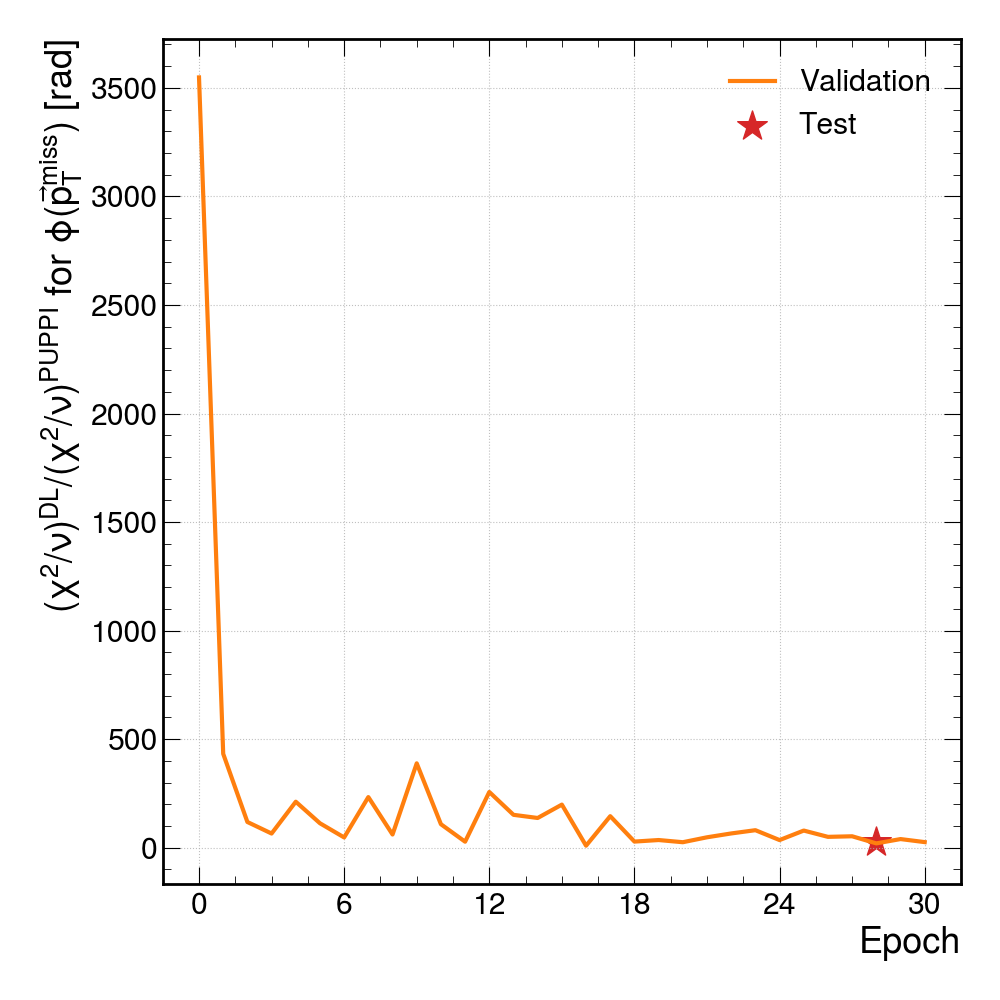 (χ²/ν)ᴰᴸ/(χ²/ν)ᴾᵁᴾᴾᴵ for ϕ(p⃗_T^miss) [rad]
3500
3000
2500
2000
1500
1000
500
0
Validation
Test
0 6 12 18 24 30
Epoch